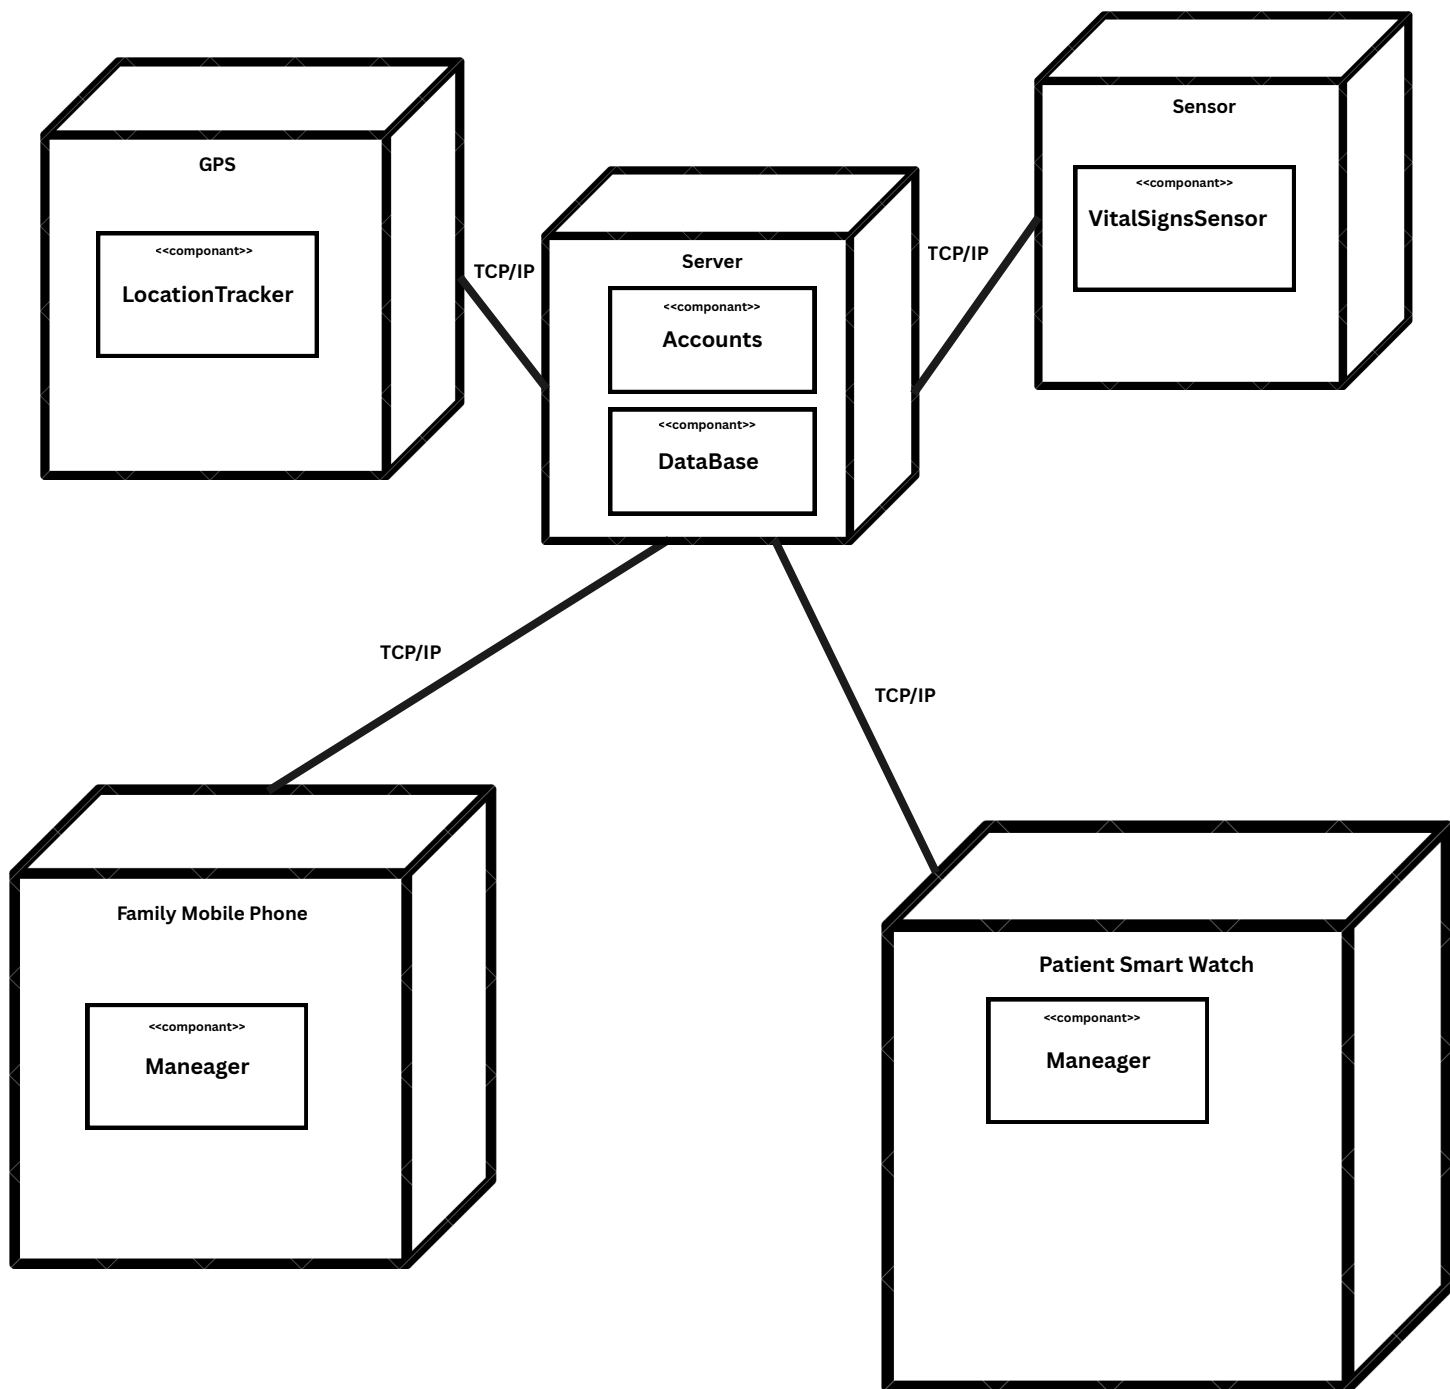 GPS
<<componant>>
LocationTracker
TCP/IP
Server
<<componant>>
Accounts
<<componant>>
DataBase
TCP/IP
Sensor
<<componant>>
VitalSignsSensor
TCP/IP
TCP/IP
Family Mobile Phone
<<componant>>
Maneager
Patient Smart Watch
<<componant>>
Maneager